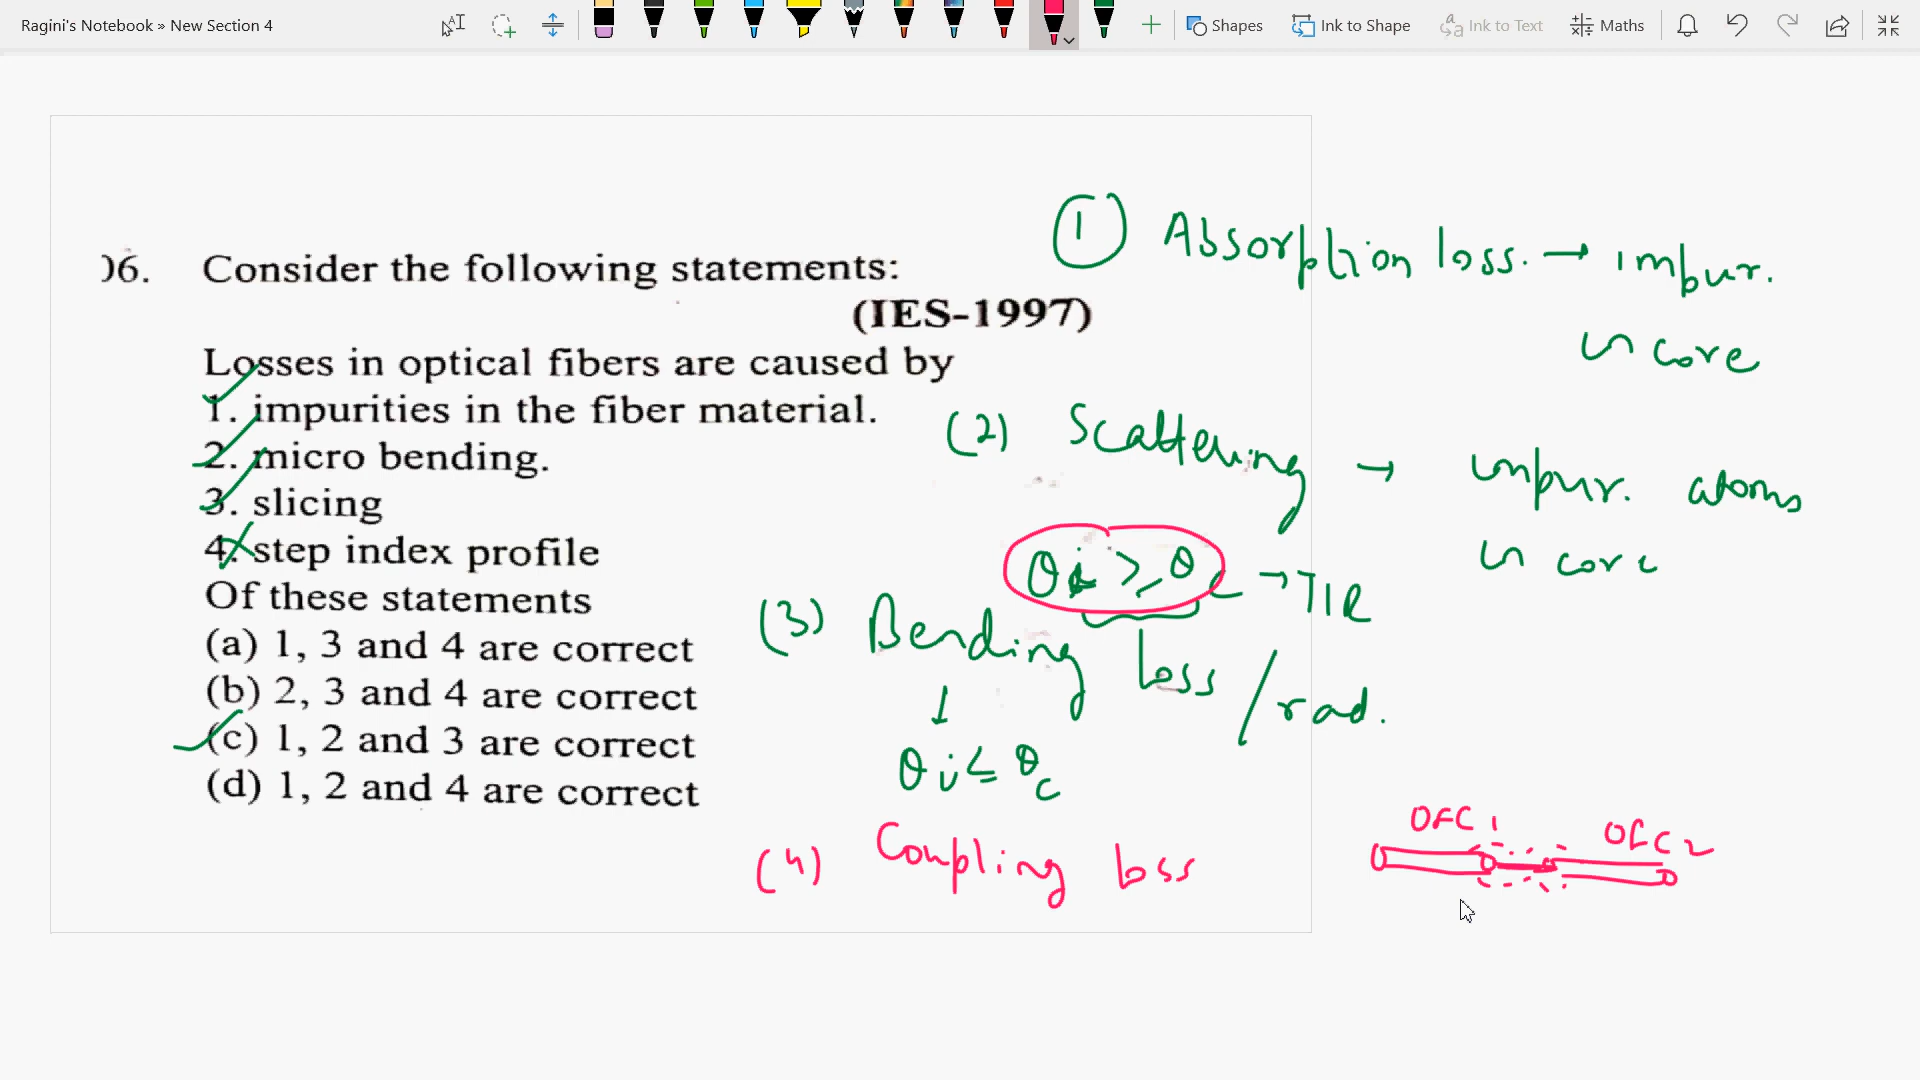 Ragini's Notebook » New Section 4
Shapes
Ink to Shape
Ink to Text
Maths
06. Consider the following statements:
(IES-1997)
Losses in optical fibers are caused by
1. impurities in the fiber material.
2. micro bending.
3. slicing
4. step index profile
Of these statements
(a) 1, 3 and 4 are correct
(b) 2, 3 and 4 are correct
(c) 1, 2 and 3 are correct
(d) 1, 2 and 4 are correct
1 Absorption loss. → impur.
in core
(2) Scattering → impur. atoms
in core
θi ≥ θc → TIR
(3) Bending loss / rad.
↓
θi ≤ θc
(4) Coupling loss
OFC 1
OFC 2